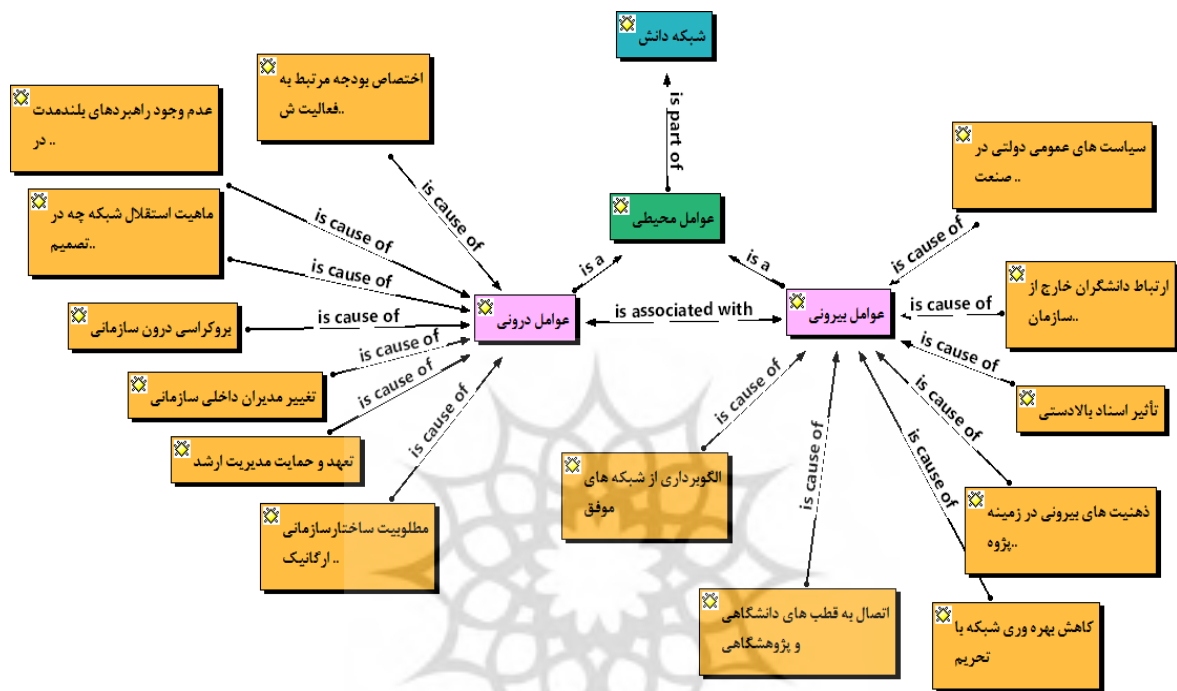 شبکه دانش
is part of
عوامل محیطی
is a
is a
عوامل درونی
is associated with
عوامل بیرونی
اختصاص بودجه مرتبط به
فعالیت ش..
is cause of
عدم وجود راهبردهای بلندمدت
در ..
is cause of
ماهیت استقلال شبکه چه در
تصمیم..
is cause of
بروکراسی درون سازمانی
is cause of
تغییر مدیران داخلی سازمانی
is cause of
تعهد و حمایت مدیریت ارشد
is cause of
مطلوبیت ساختارسازمانی
ارگانیک ..
is cause of
سیاست های عمومی دولتی در
صنعت ..
is cause of
ارتباط دانشگران خارج از
سازمان..
is cause of
تأثیر اسناد بالادستی
is cause of
ذهنیت های بیرونی در زمینه
پژوه..
is cause of
کاهش بهره وری شبکه با
تحریم
is cause of
اتصال به قطب های دانشگاهی
و پژوهشگاهی
is cause of
الگوبرداری از شبکه های
موفق
is cause of